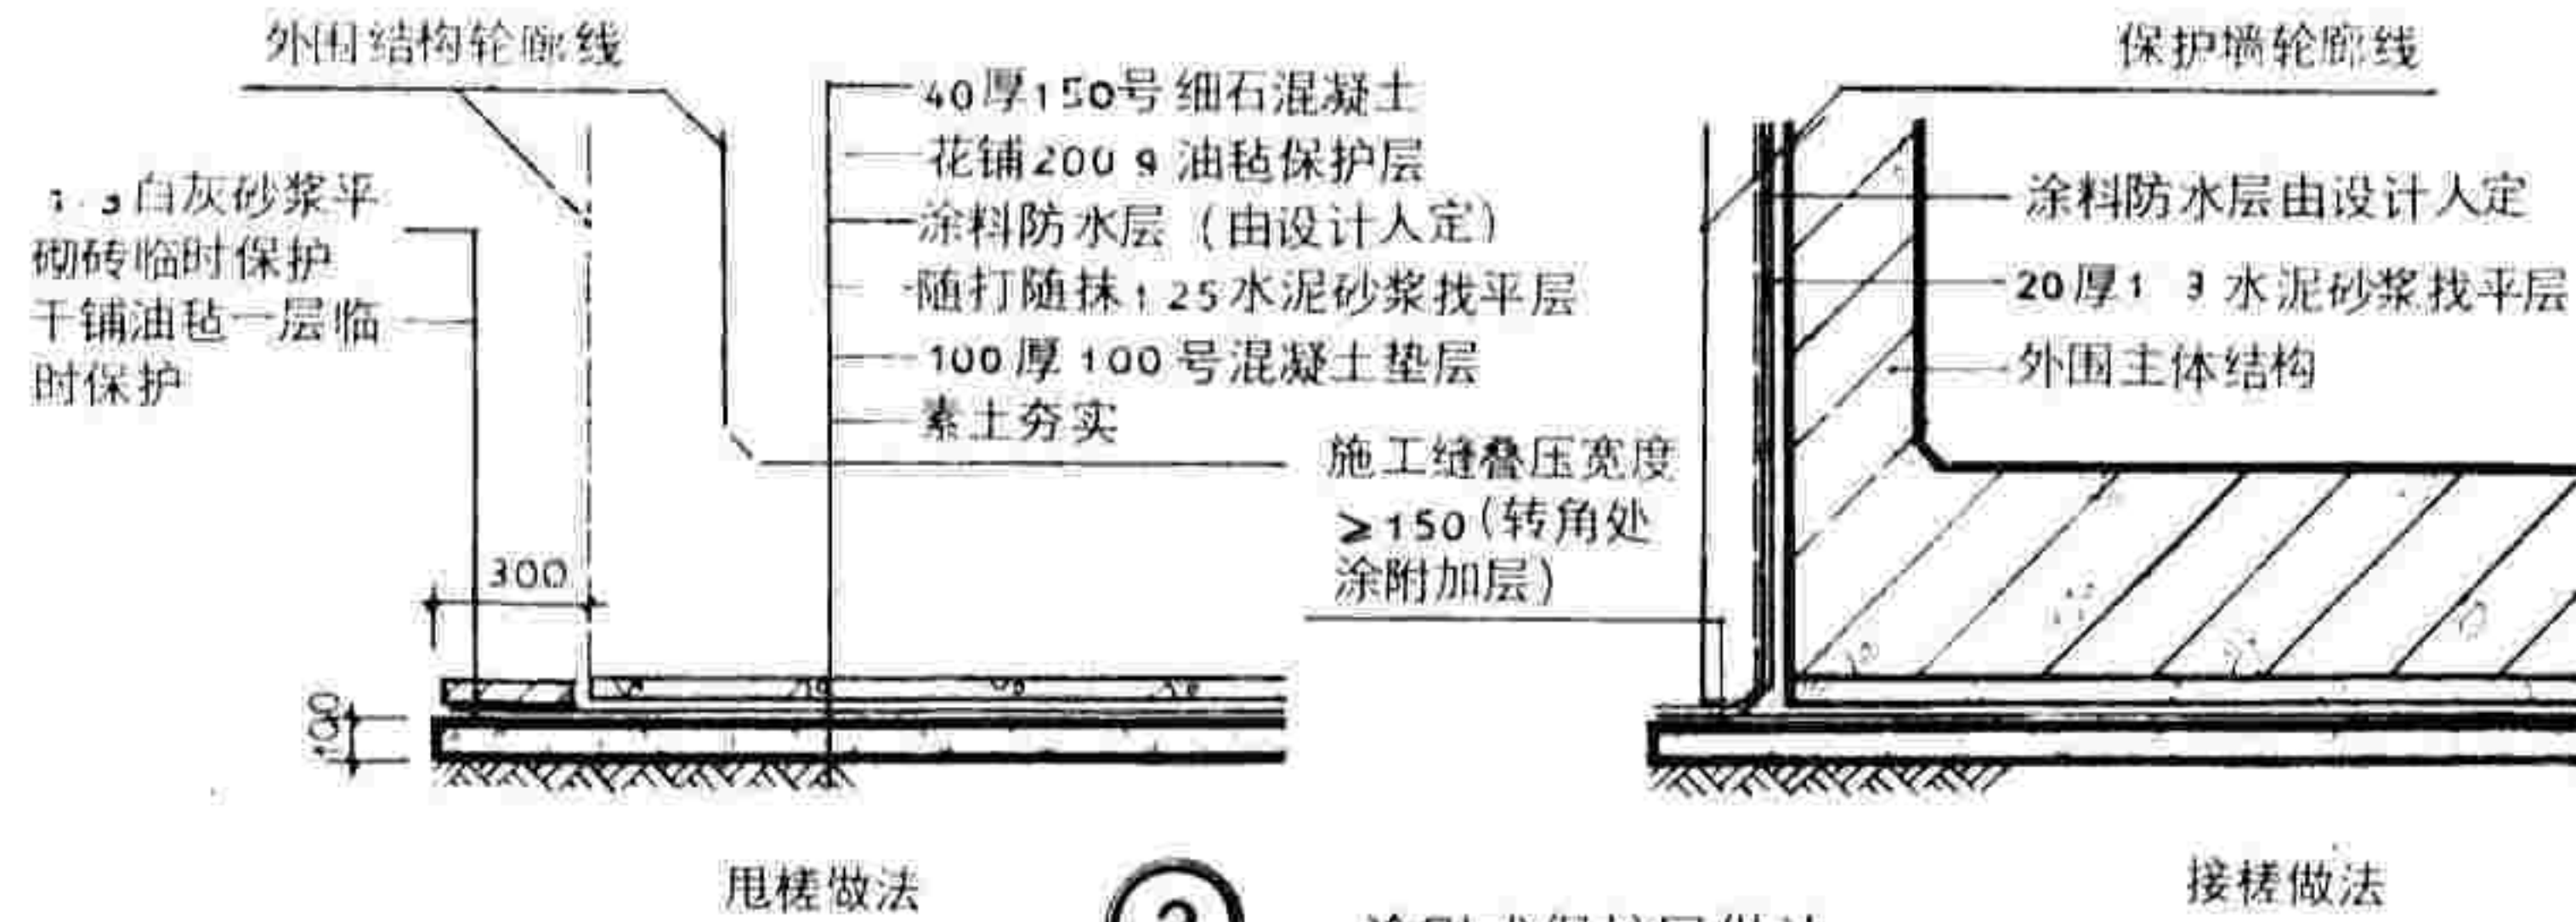 外围结构轮廓线
1:3白灰砂浆平
砌砖临时保护
干铺油毡一层临
时保护
40厚150号细石混凝土
花铺200g油毡保护层
涂料防水层（由设计人定）
随打随抹1:25水泥砂浆找平层
100厚100号混凝土垫层
素土夯实
300
100
甩槎做法
保护墙轮廓线
涂料防水层由设计人定
20厚1 3水泥砂浆找平层
外围主体结构
施工缝叠压宽度
≥150（转角处
涂附加层）
接槎做法